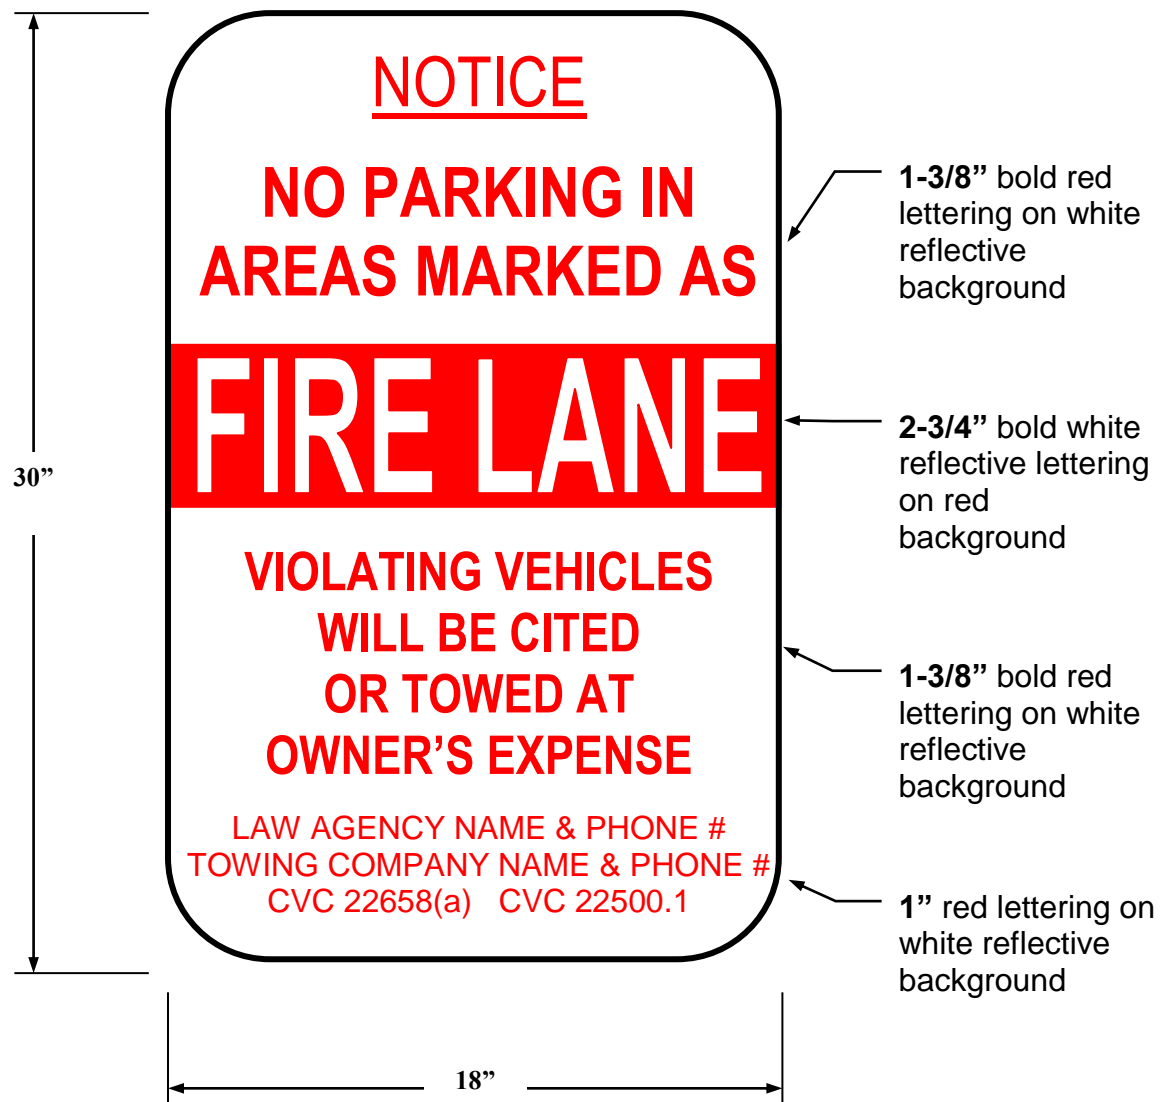 NOTICE
NO PARKING IN
AREAS MARKED AS
FIRE LANE
VIOLATING VEHICLES
WILL BE CITED
OR TOWED AT
OWNER’S EXPENSE
LAW AGENCY NAME & PHONE #
TOWING COMPANY NAME & PHONE #
CVC 22658(a) CVC 22500.1
30”
18”
1-3/8” bold red
lettering on white
reflective
background
2-3/4” bold white
reflective lettering
on red
background
1-3/8” bold red
lettering on white
reflective
background
1” red lettering on
white reflective
background